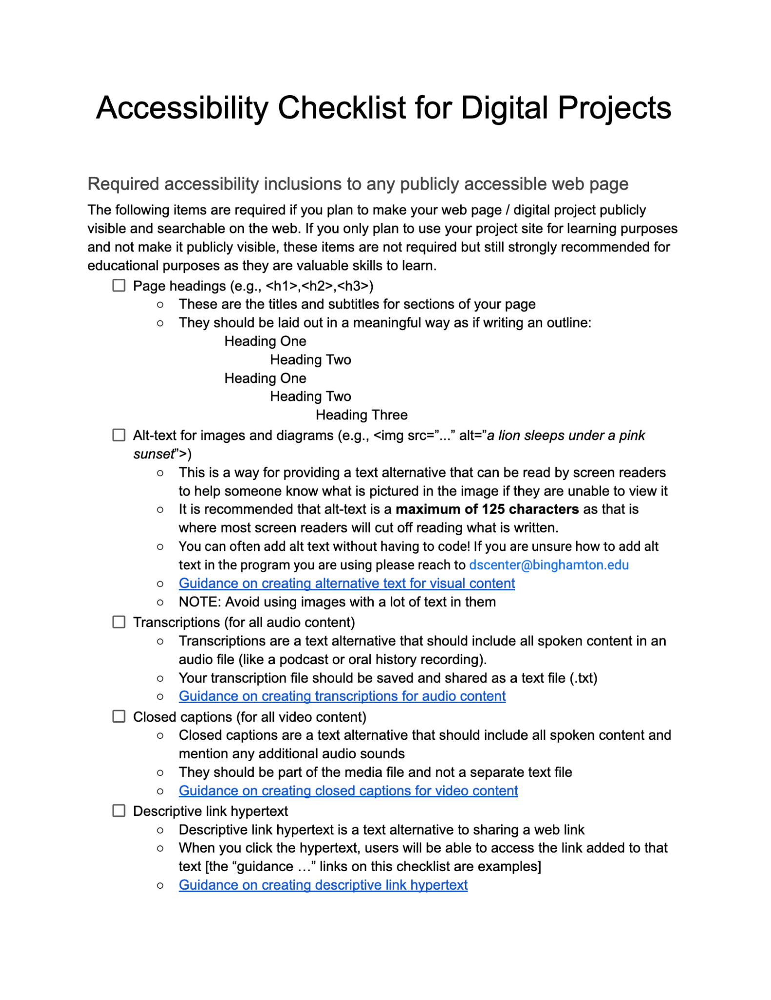 Accessibility Checklist for Digital Projects
Required accessibility inclusions to any publicly accessible web page
The following items are required if you plan to make your web page / digital project publicly
visible and searchable on the web. If you only plan to use your project site for learning purposes
and not make it publicly visible, these items are not required but still strongly recommended for
educational purposes as they are valuable skills to learn.
☐ Page headings (e.g., <h1>,<h2>,<h3>)
○ These are the titles and subtitles for sections of your page
○ They should be laid out in a meaningful way as if writing an outline:
Heading One
Heading Two
Heading One
Heading Two
Heading Three
☐ Alt-text for images and diagrams (e.g., <img src=”...” alt=”a lion sleeps under a pink
sunset”>)
○ This is a way for providing a text alternative that can be read by screen readers
to help someone know what is pictured in the image if they are unable to view it
○ It is recommended that alt-text is a maximum of 125 characters as that is
where most screen readers will cut off reading what is written.
○ You can often add alt text without having to code! If you are unsure how to add alt
text in the program you are using please reach to dscenter@binghamton.edu
○ Guidance on creating alternative text for visual content
○ NOTE: Avoid using images with a lot of text in them
☐ Transcriptions (for all audio content)
○ Transcriptions are a text alternative that should include all spoken content in an
audio file (like a podcast or oral history recording).
○ Your transcription file should be saved and shared as a text file (.txt)
○ Guidance on creating transcriptions for audio content
☐ Closed captions (for all video content)
○ Closed captions are a text alternative that should include all spoken content and
mention any additional audio sounds
○ They should be part of the media file and not a separate text file
○ Guidance on creating closed captions for video content
☐ Descriptive link hypertext
○ Descriptive link hypertext is a text alternative to sharing a web link
○ When you click the hypertext, users will be able to access the link added to that
text [the “guidance …” links on this checklist are examples]
○ Guidance on creating descriptive link hypertext